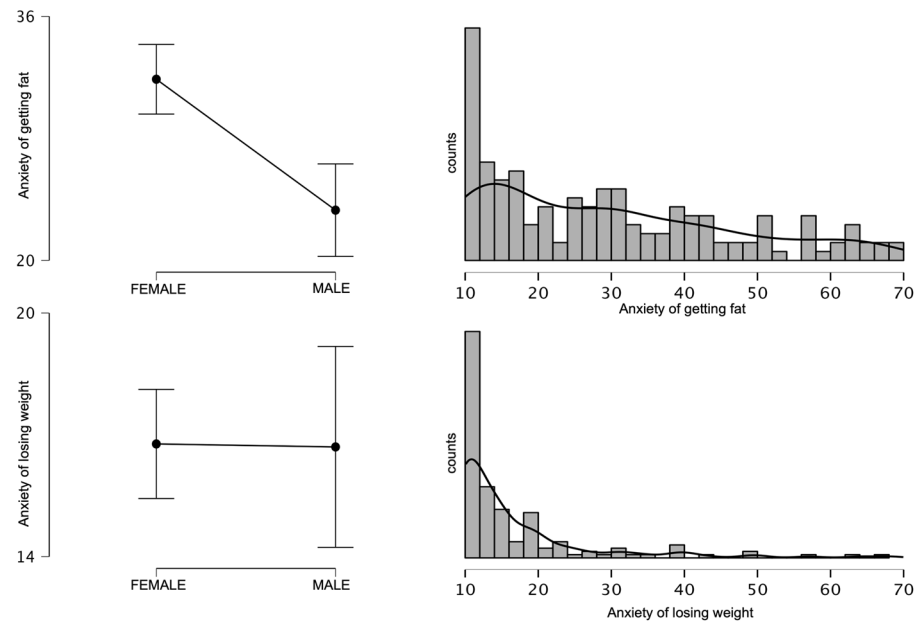 36
Anxiety of getting fat
20
FEMALE MALE
counts
10 20 30 40 50 60 70
Anxiety of getting fat
20
Anxiety of losing weight
14
FEMALE MALE
counts
10 20 30 40 50 60 70
Anxiety of losing weight